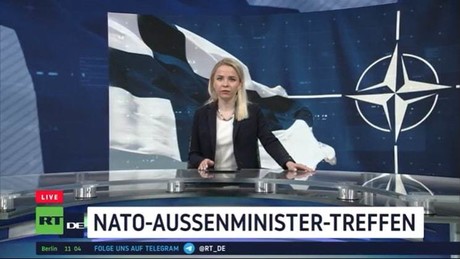 LIVE
RT DE
NATO-AUSSENMINISTER-TREFFEN
Berlin 11 04 FOLGE UNS AUF TELEGRAM @RT_DE